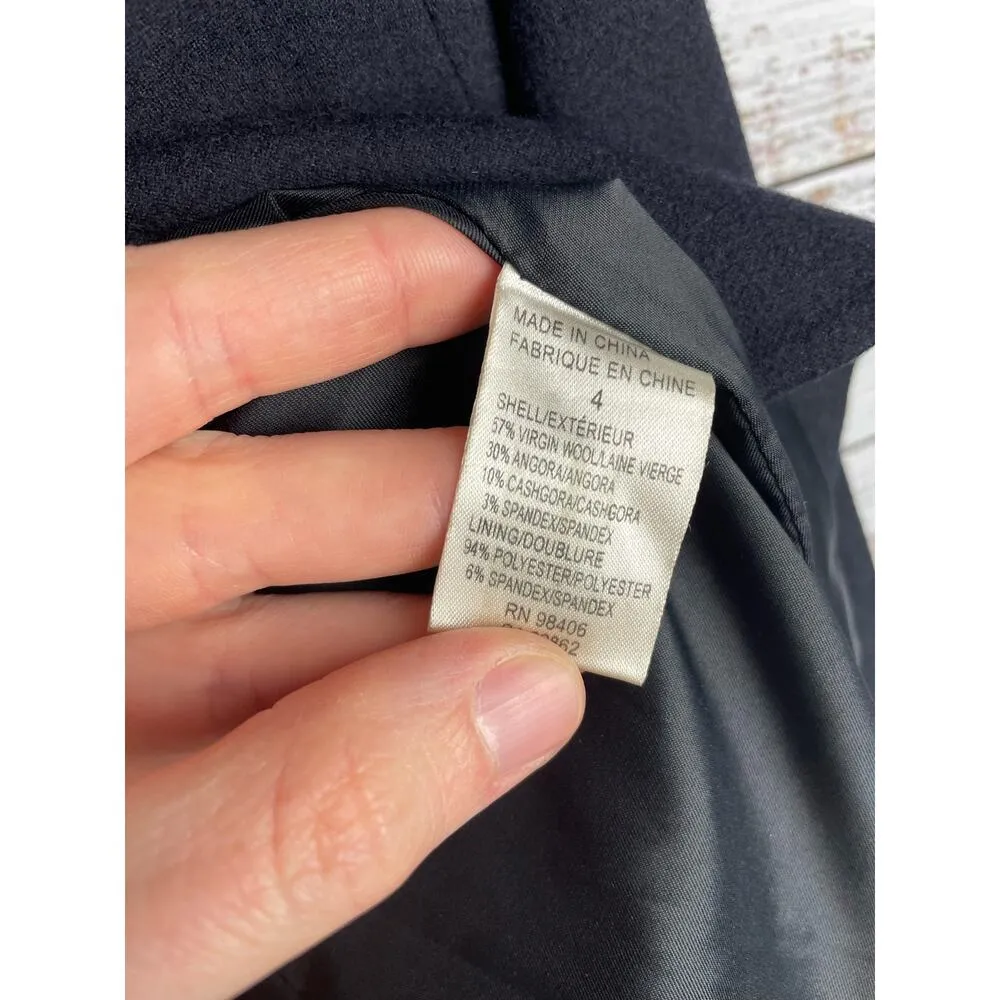 MADE IN CHINA
FABRIQUE EN CHINE
4
SHELL/EXTÉRIEUR
57% VIRGIN WOOL/LAINE VIERGE
30% ANGORA/ANGORA
10% CASHGORA/CASHGORA
3% SPANDEX/SPANDEX
LINING/DOUBLURE
94% POLYESTER/POLYESTER
6% SPANDEX/SPANDEX
RN 98406